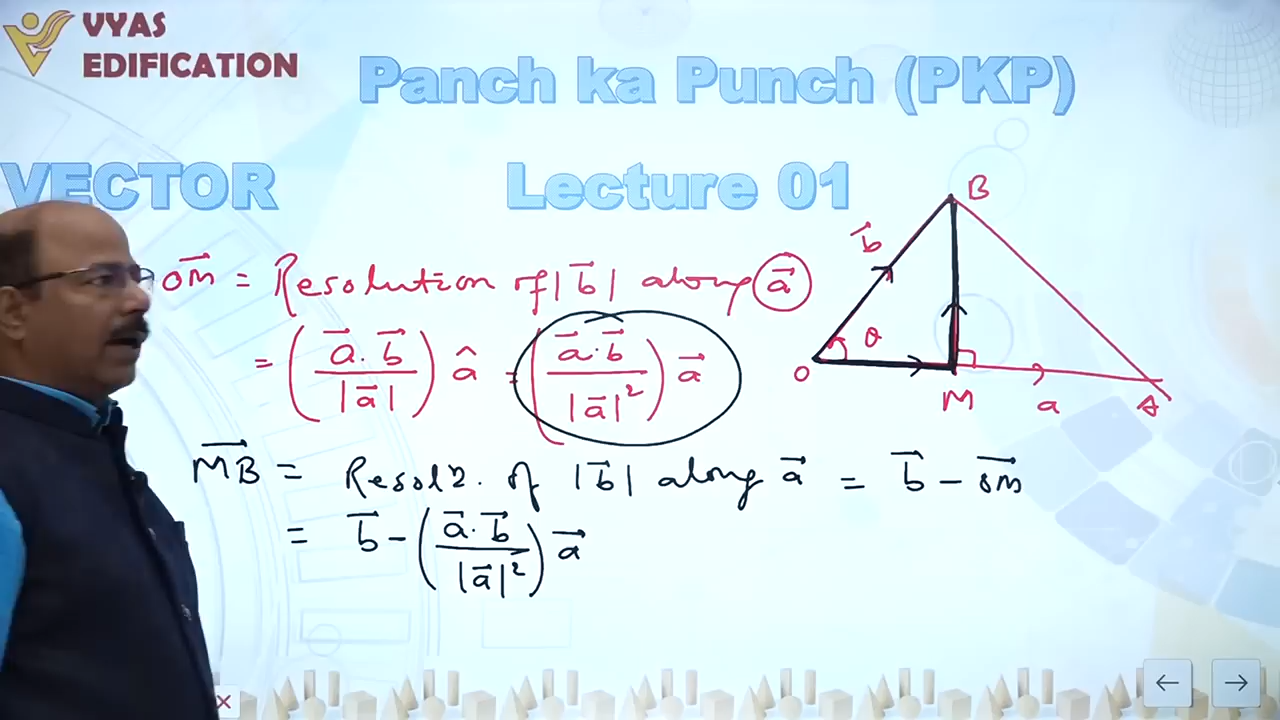 VYAS
EDIFICATION
Panch ka Punch (PKP)
VECTOR Lecture 01
B
b⃗
θ
O
M
a
A
OM⃗ = Resolution of |b⃗| along a⃗
= (a⃗·b⃗ / |a⃗|) â = (a⃗·b⃗ / |a⃗|²) a⃗
MB⃗ = Resol?. of |b⃗| along a⃗ = b⃗ − OM⃗
= b⃗ − (a⃗·b⃗ / |a⃗|²) a⃗